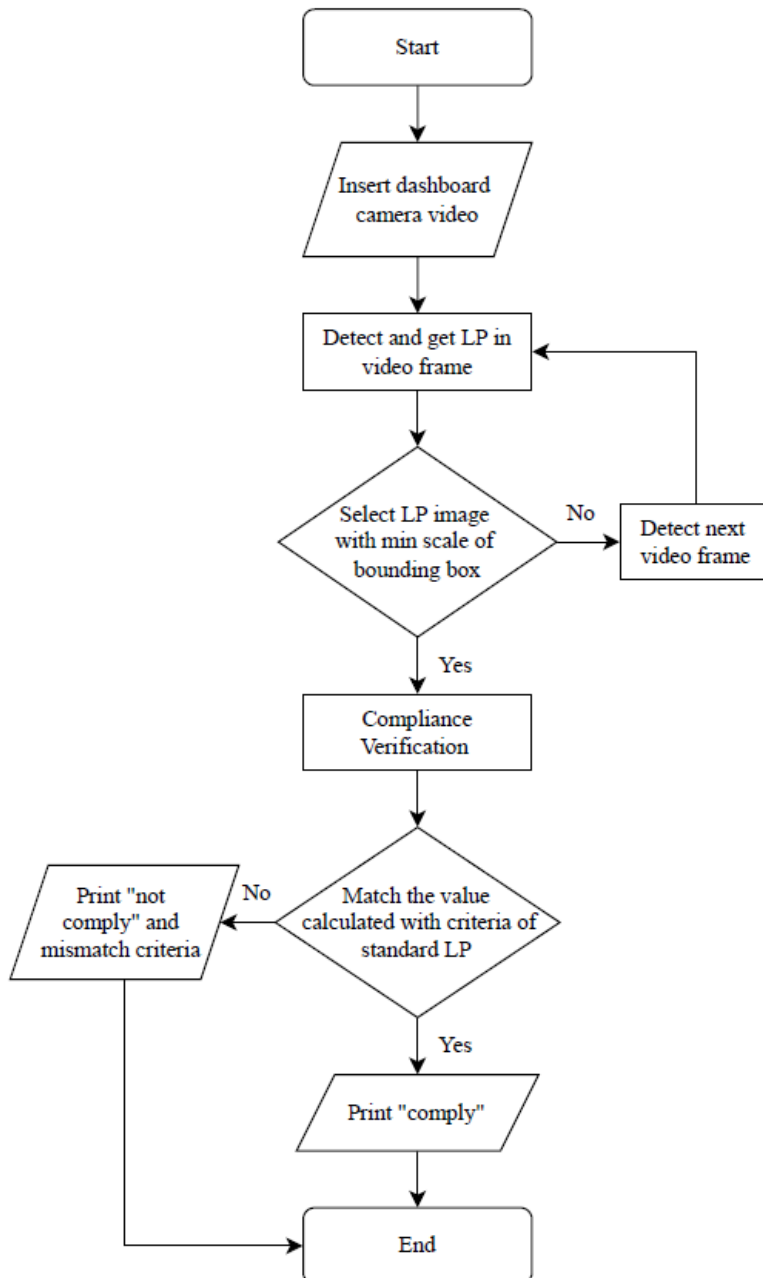 Start
Insert dashboard
camera video
Detect and get LP in
video frame
Select LP image
with min scale of
bounding box
No
Detect next
video frame
Yes
Compliance
Verification
Match the value
calculated with criteria of
standard LP
No
Print "not
comply" and
mismatch criteria
Yes
Print "comply"
End